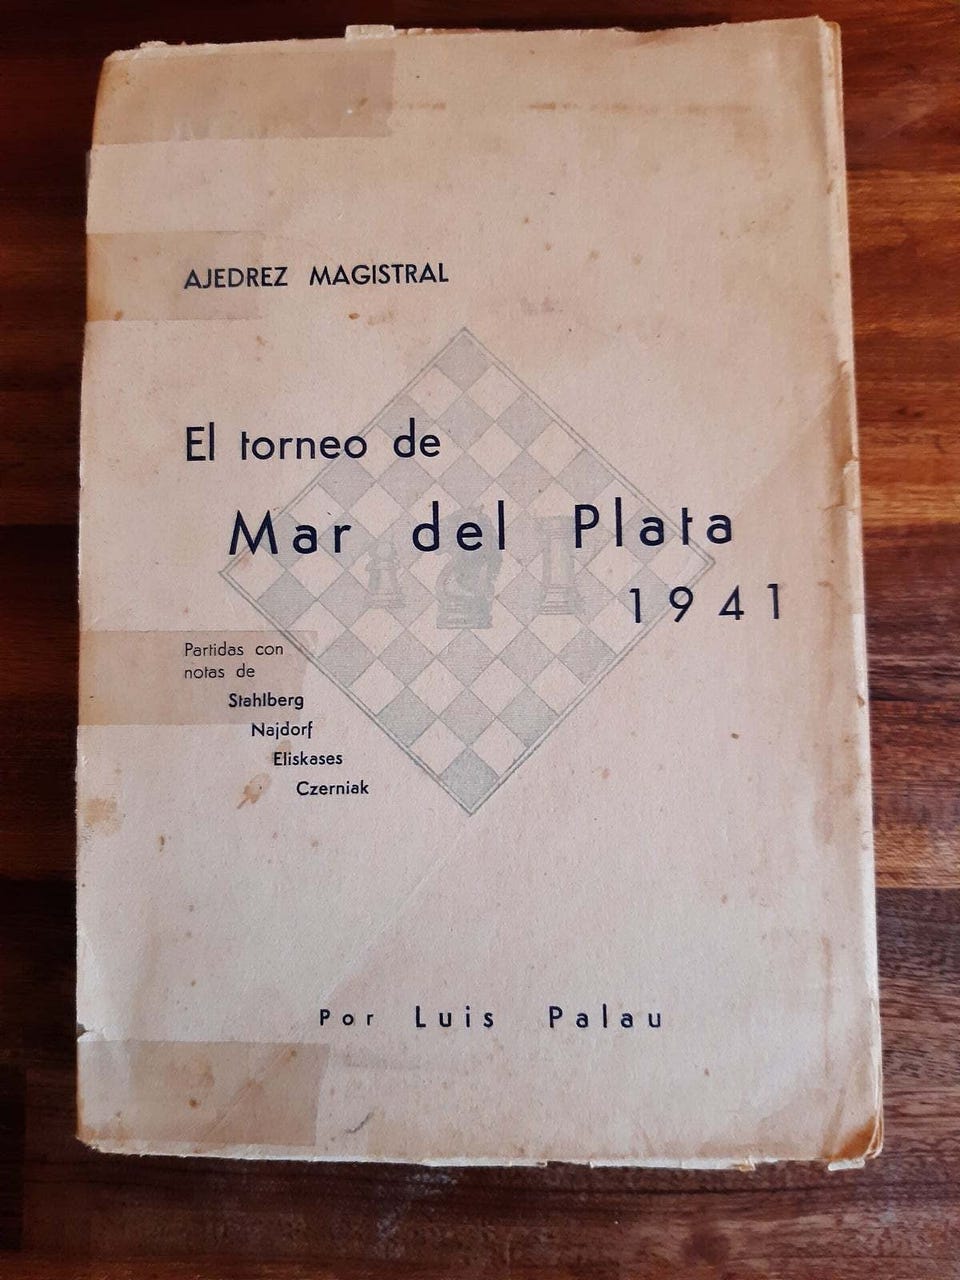 AJEDREZ MAGISTRAL
El torneo de
Mar del Plata
1941
Partidas con
notas de
Stahlberg
Najdorf
Eliskases
Czerniak
Por Luis Palau